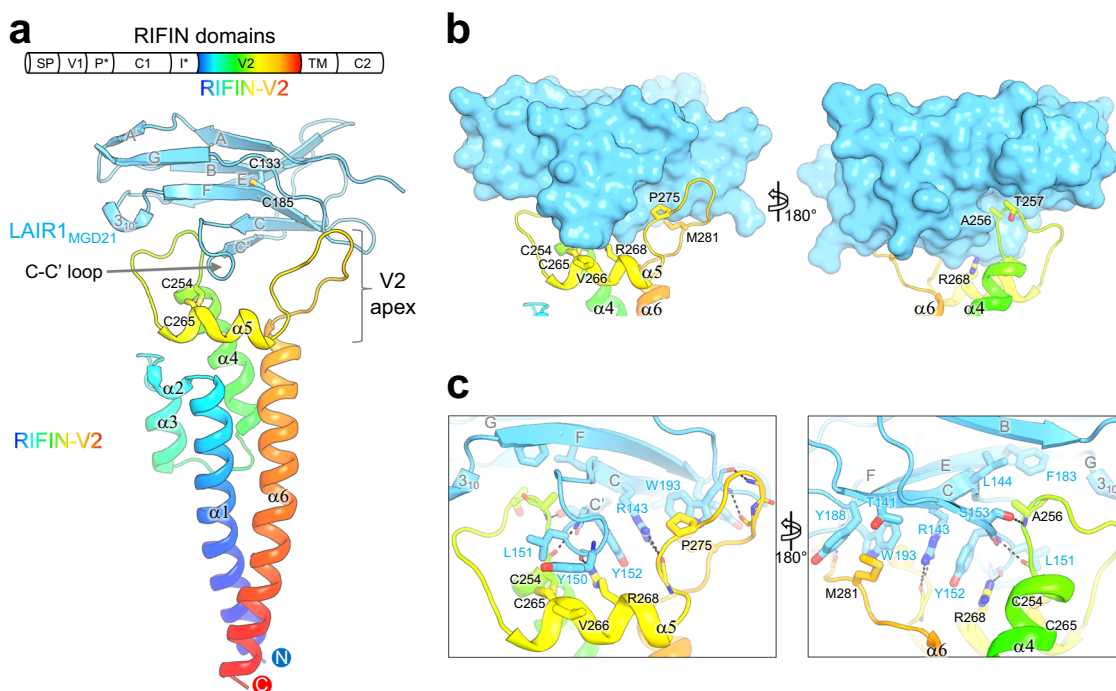 a
RIFIN domains
SP V1 P* C1 I* V2 TM C2
RIFIN-V2
A' A
G B C133
E
F
C185
3₁₀ C
LAIR1MGD21
C'
C-C' loop
V2
apex
C254
C265 α5
α4
α2
α3
RIFIN-V2
α6
α1
N
C
b
P275
M281
C254 R268
C265 V266 α5
α4 α6
180°
T257
A256
R268
α6 α4
c
G F
3₁₀ C
W193
C' R143
P275
L151
Y150 Y152
C254
C265 R268
V266 α5
180°
B
F E G
L144 F183 3₁₀
C
Y188 T141 S153 A256
R143
W193
L151
M281 Y152
C254
R268 C265
α6 α4